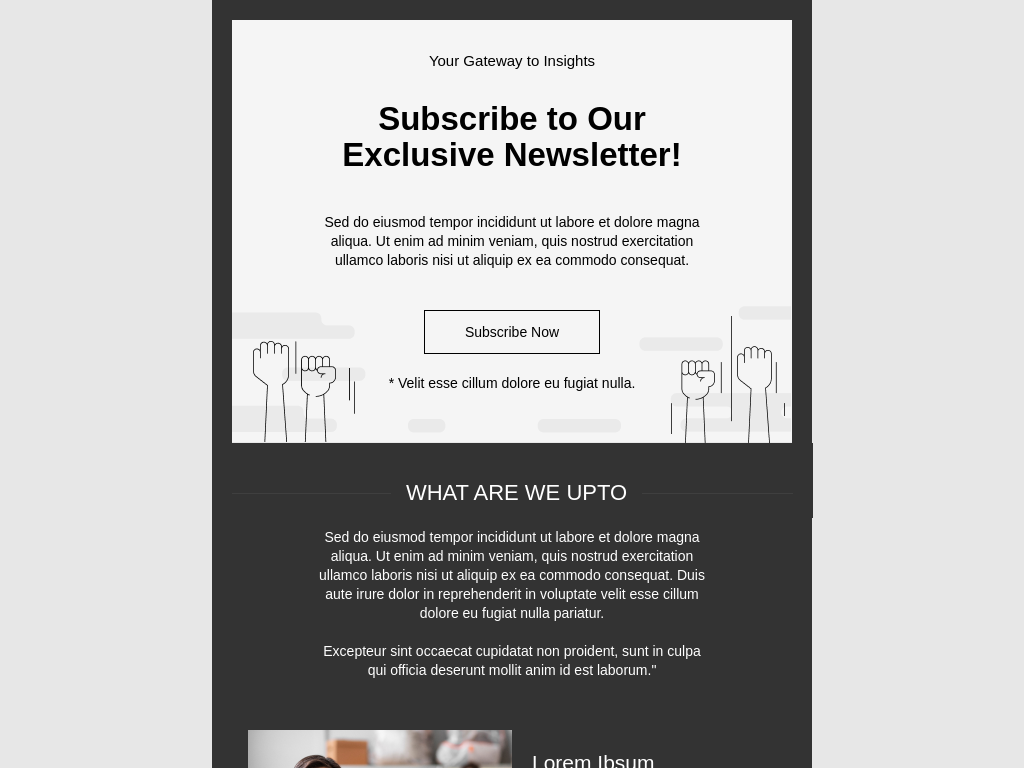 Your Gateway to Insights
Subscribe to Our
Exclusive Newsletter!
Sed do eiusmod tempor incididunt ut labore et dolore magna
aliqua. Ut enim ad minim veniam, quis nostrud exercitation
ullamco laboris nisi ut aliquip ex ea commodo consequat.
Subscribe Now
* Velit esse cillum dolore eu fugiat nulla.
WHAT ARE WE UPTO
Sed do eiusmod tempor incididunt ut labore et dolore magna
aliqua. Ut enim ad minim veniam, quis nostrud exercitation
ullamco laboris nisi ut aliquip ex ea commodo consequat. Duis
aute irure dolor in reprehenderit in voluptate velit esse cillum
dolore eu fugiat nulla pariatur.
Excepteur sint occaecat cupidatat non proident, sunt in culpa
qui officia deserunt mollit anim id est laborum."
Lorem Ipsum